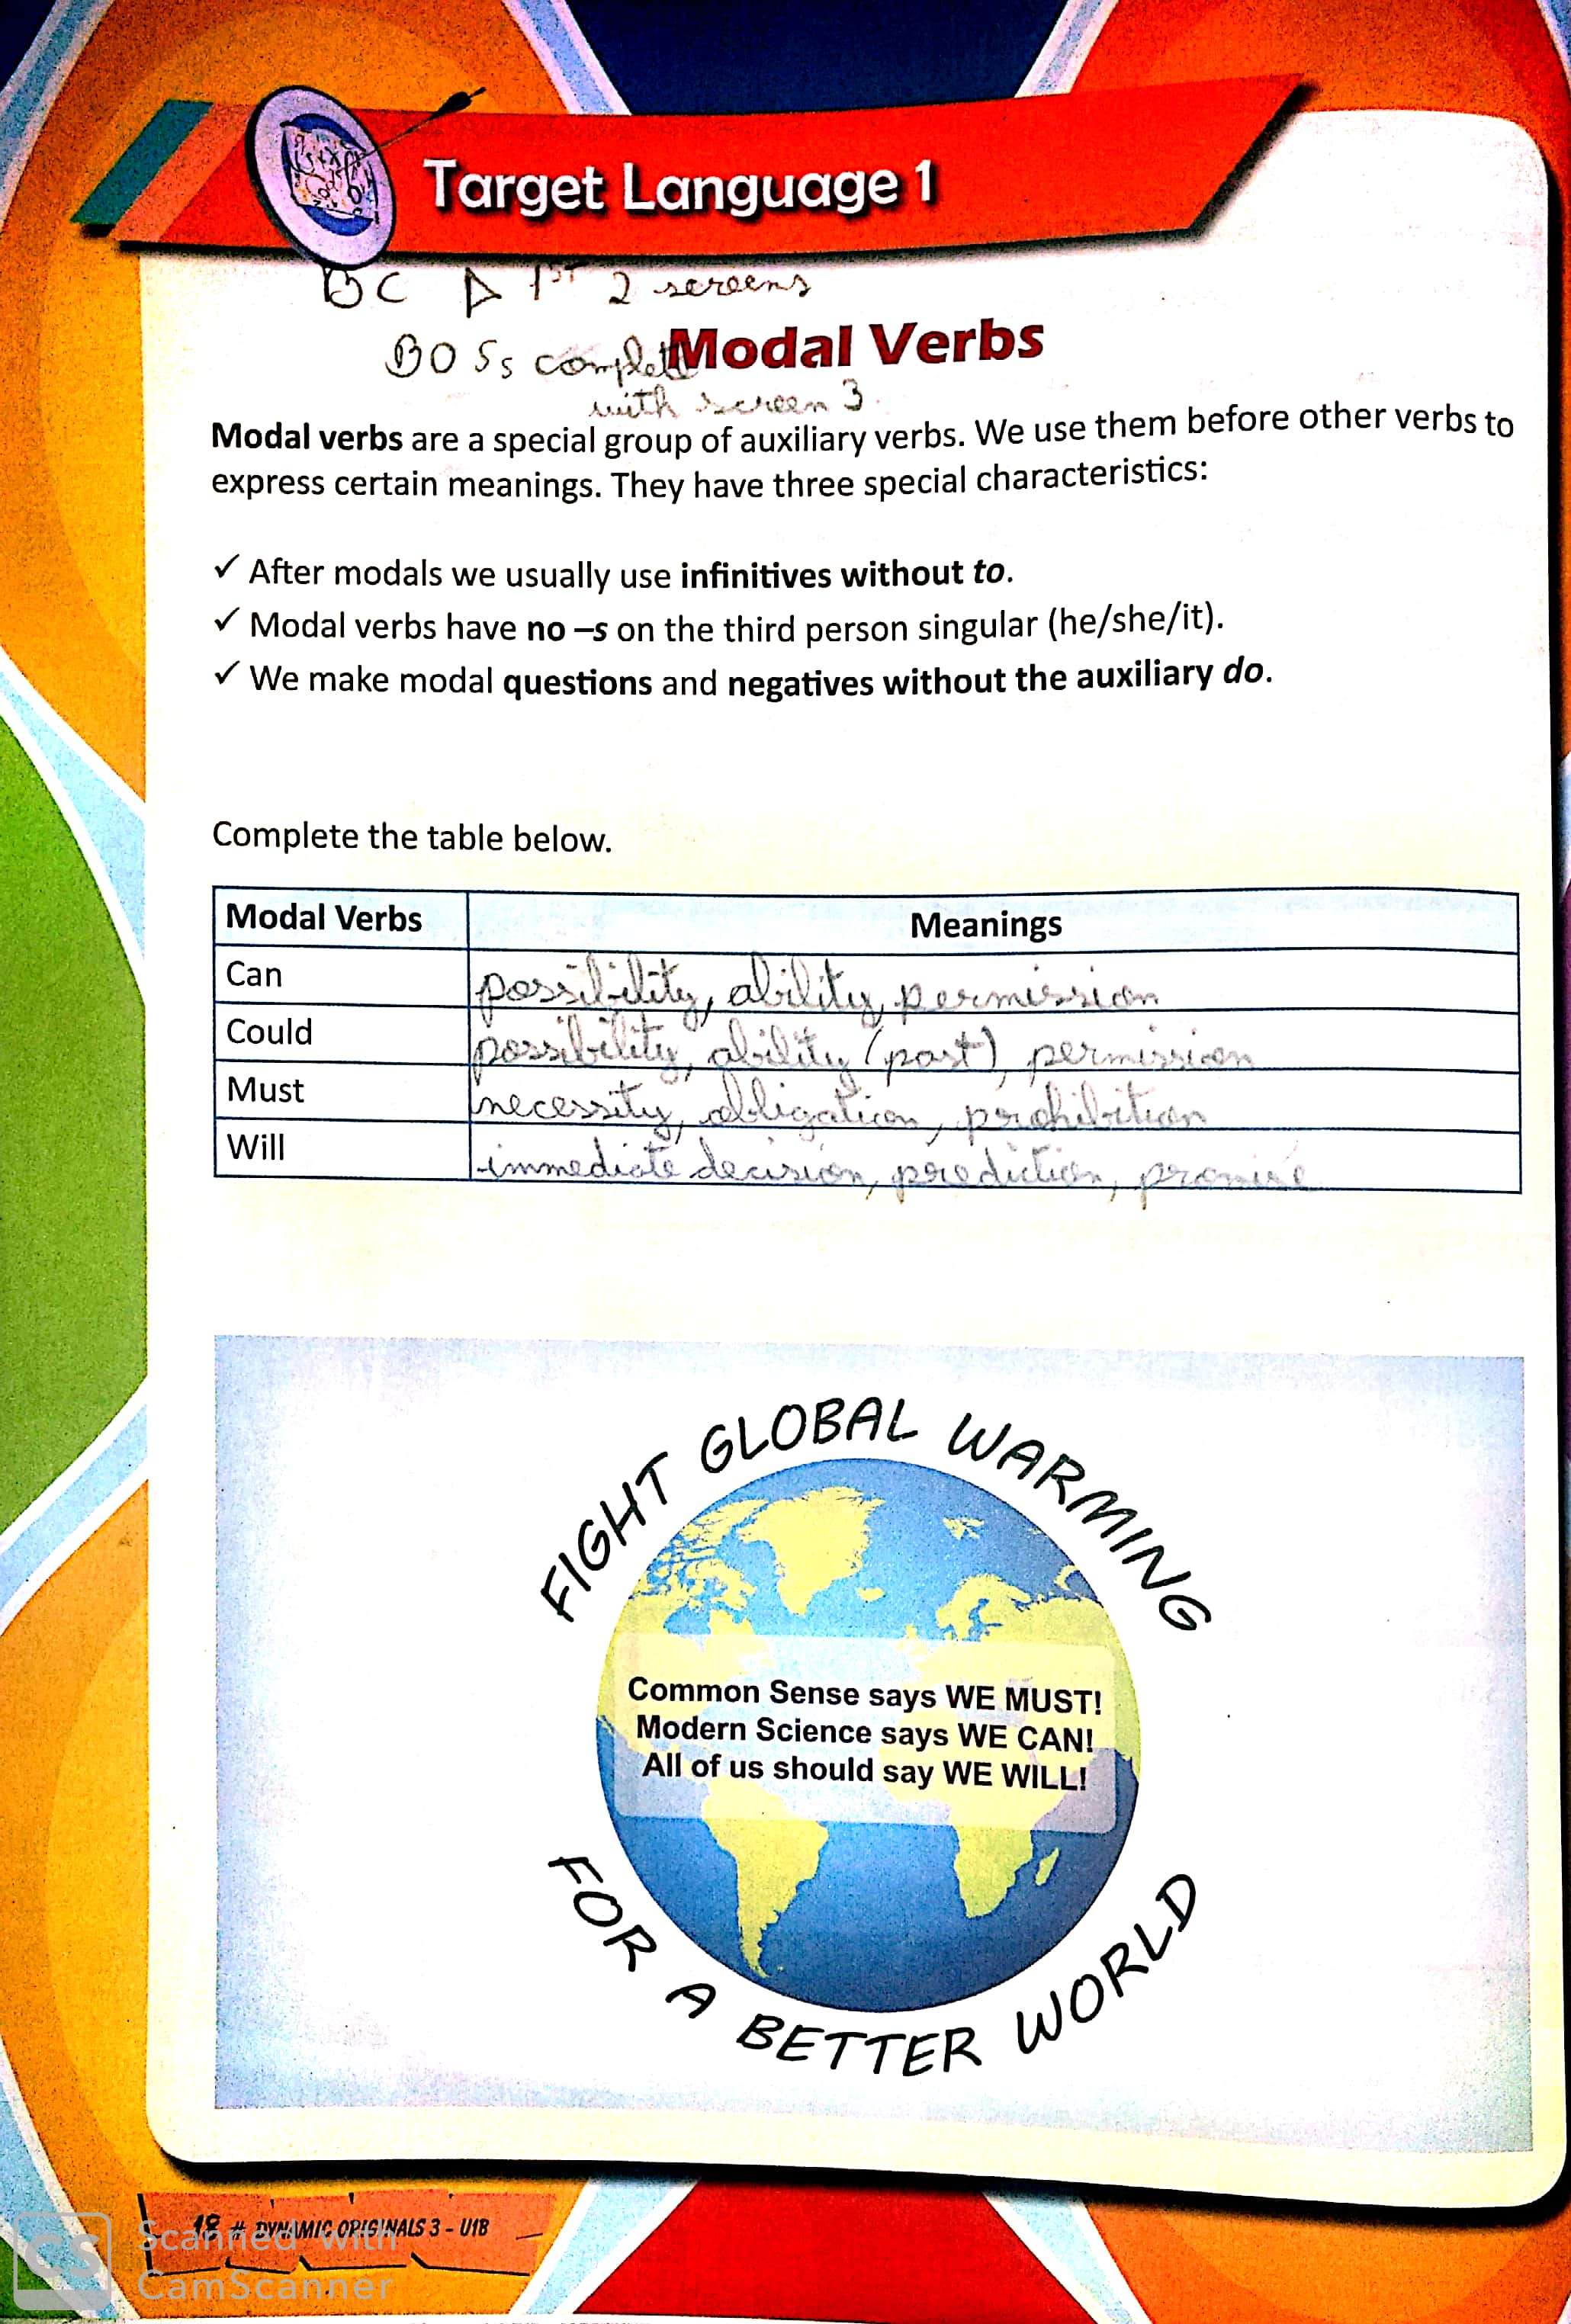 Target Language 1
BC ▷ 1ST 2 screens
BO Ss complete
Modal Verbs
with screen 3.
Modal verbs are a special group of auxiliary verbs. We use them before other verbs to
express certain meanings. They have three special characteristics:
✓ After modals we usually use infinitives without to.
✓ Modal verbs have no –s on the third person singular (he/she/it).
✓ We make modal questions and negatives without the auxiliary do.
Complete the table below.
Modal Verbs Meanings
Can possibility, ability, permission
Could possibility, ability (past), permission
Must necessity, obligation, prohibition
Will immediate decision, prediction, promise
FIGHT GLOBAL WARMING
Common Sense says WE MUST!
Modern Science says WE CAN!
All of us should say WE WILL!
FOR A BETTER WORLD
18 # DYNAMIC ORIGINALS 3 - U1B
CS Scanned with
CamScanner